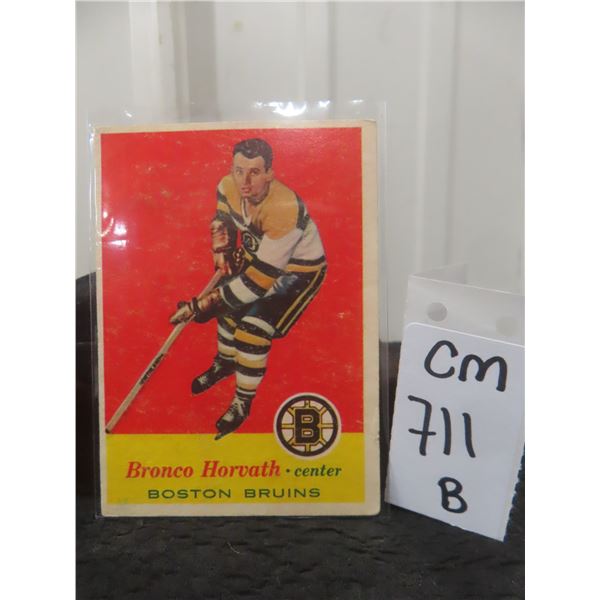 B
Bronco Horvath • center
BOSTON BRUINS
CM
711
B